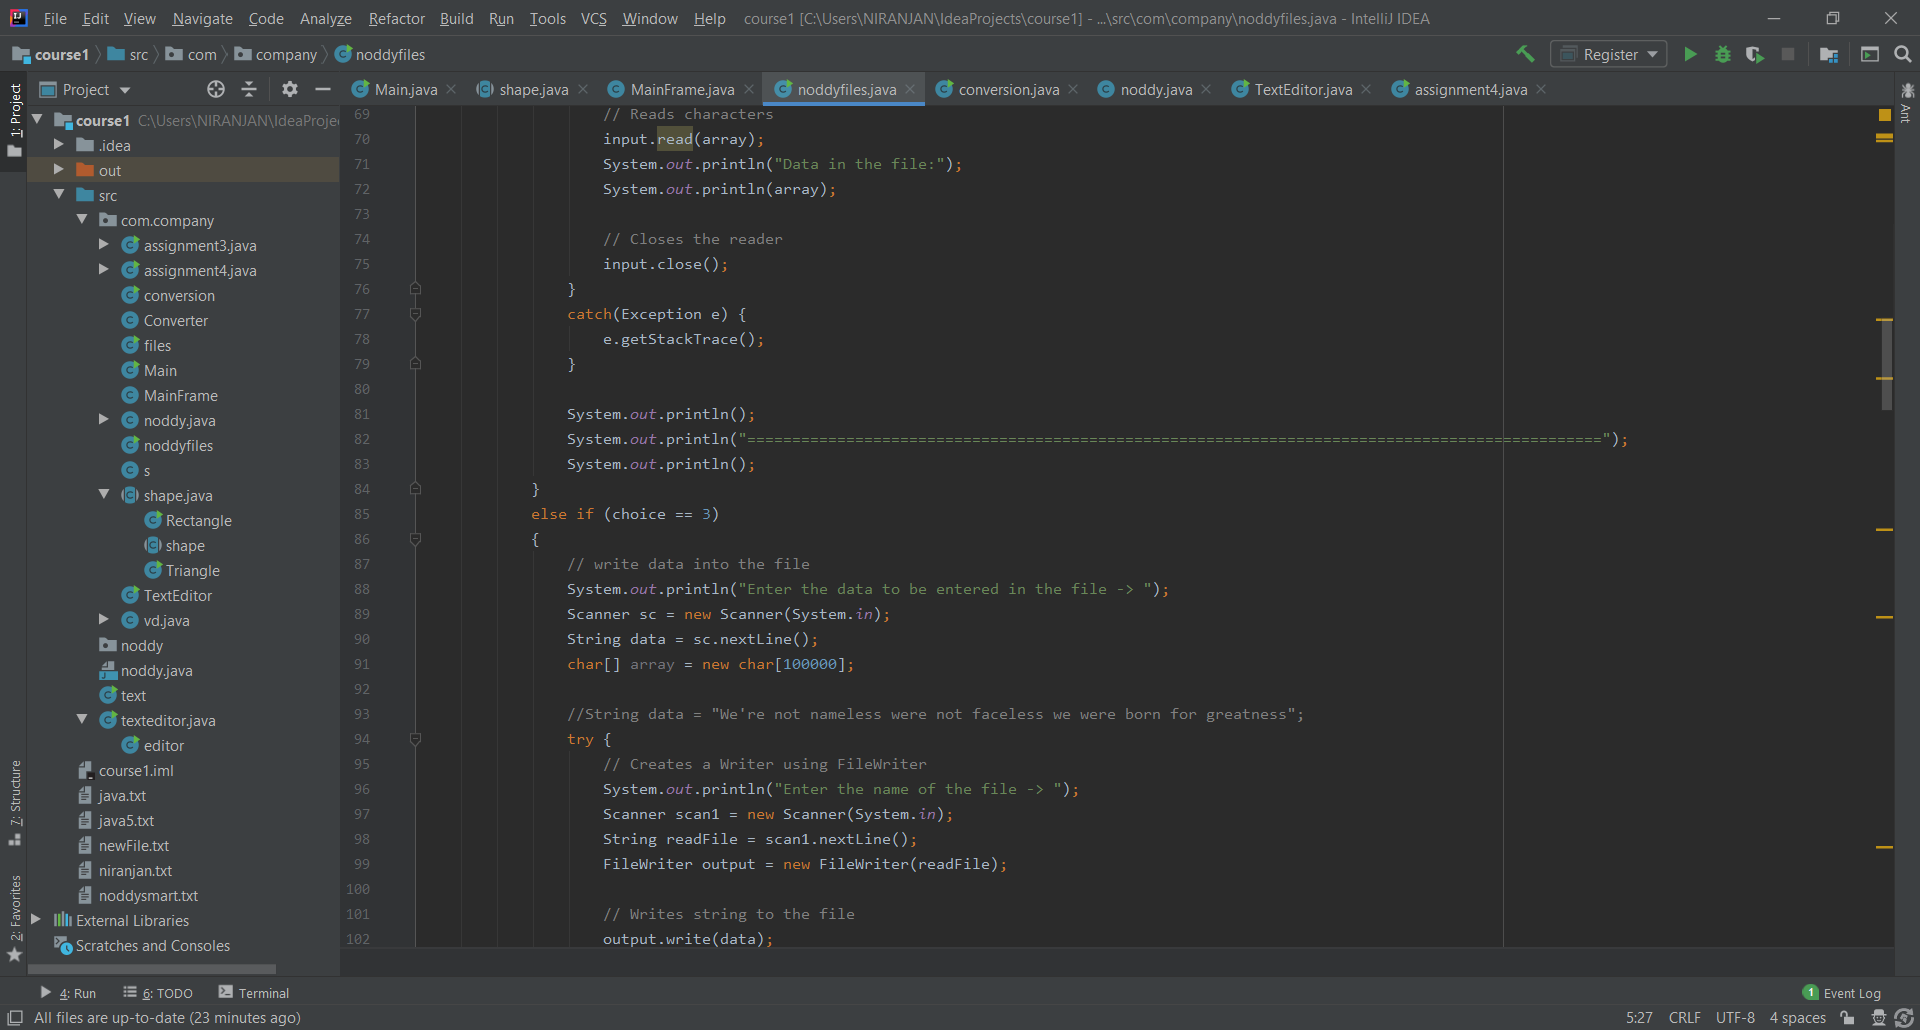 File Edit View Navigate Code Analyze Refactor Build Run Tools VCS Window Help course1 [C:\Users\NIRANJAN\IdeaProjects\course1] - ...\src\com\company\noddyfiles.java - IntelliJ IDEA
course1 src com company noddyfiles Register
1: Project
Project
Main.java shape.java MainFrame.java noddyfiles.java conversion.java noddy.java TextEditor.java assignment4.java
Ant
course1 C:\Users\NIRANJAN\IdeaProje
.idea
out
src
com.company
assignment3.java
assignment4.java
conversion
Converter
files
Main
MainFrame
noddy.java
noddyfiles
s
shape.java
Rectangle
shape
Triangle
TextEditor
vd.java
noddy
noddy.java
text
texteditor.java
editor
course1.iml
java.txt
java5.txt
newFile.txt
niranjan.txt
noddysmart.txt
External Libraries
Scratches and Consoles
7: Structure
2: Favorites
69 // Reads characters
70 input.read(array);
71 System.out.println("Data in the file:");
72 System.out.println(array);
73
74 // Closes the reader
75 input.close();
76 }
77 catch(Exception e) {
78 e.getStackTrace();
79 }
80
81 System.out.println();
82 System.out.println("===============================================================================================");
83 System.out.println();
84 }
85 else if (choice == 3)
86 {
87 // write data into the file
88 System.out.println("Enter the data to be entered in the file -> ");
89 Scanner sc = new Scanner(System.in);
90 String data = sc.nextLine();
91 char[] array = new char[100000];
92
93 //String data = "We're not nameless were not faceless we were born for greatness";
94 try {
95 // Creates a Writer using FileWriter
96 System.out.println("Enter the name of the file -> ");
97 Scanner scan1 = new Scanner(System.in);
98 String readFile = scan1.nextLine();
99 FileWriter output = new FileWriter(readFile);
100
101 // Writes string to the file
102 output.write(data);
4: Run 6: TODO Terminal 1 Event Log
All files are up-to-date (23 minutes ago) 5:27 CRLF UTF-8 4 spaces